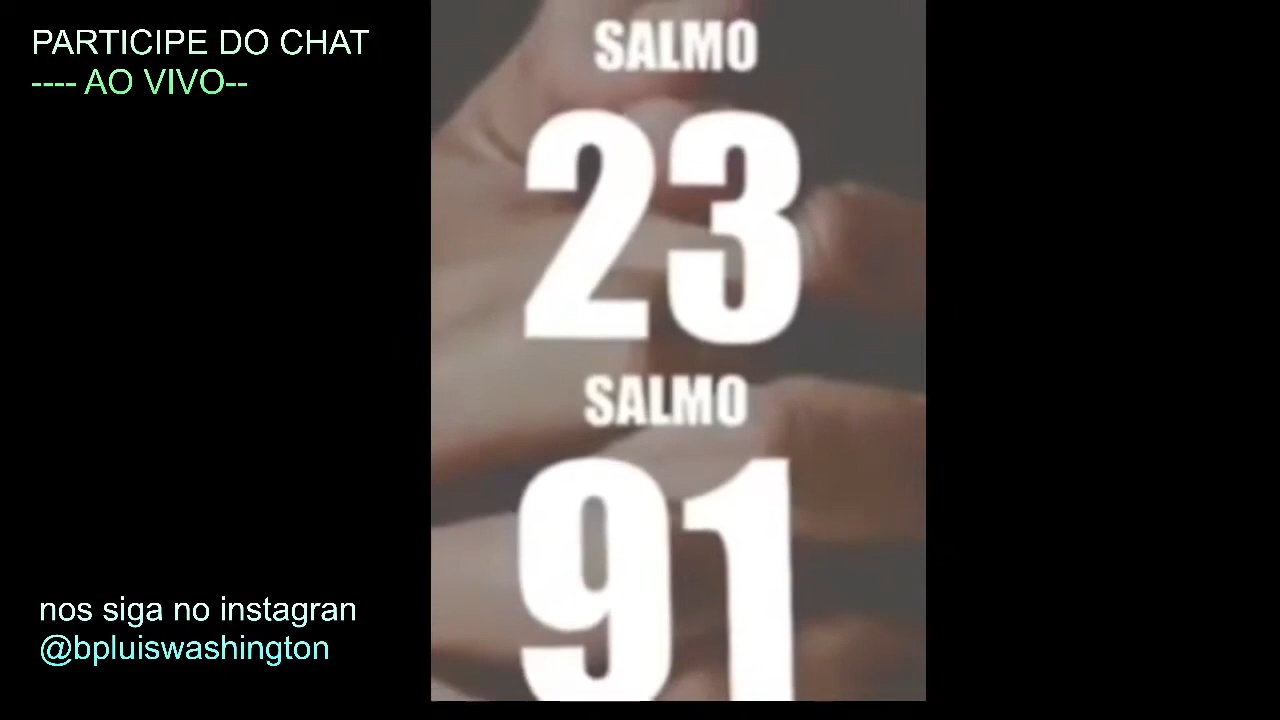 PARTICIPE DO CHAT
---- AO VIVO--
SALMO
23
SALMO
91
nos siga no instagran
@bpluiswashington